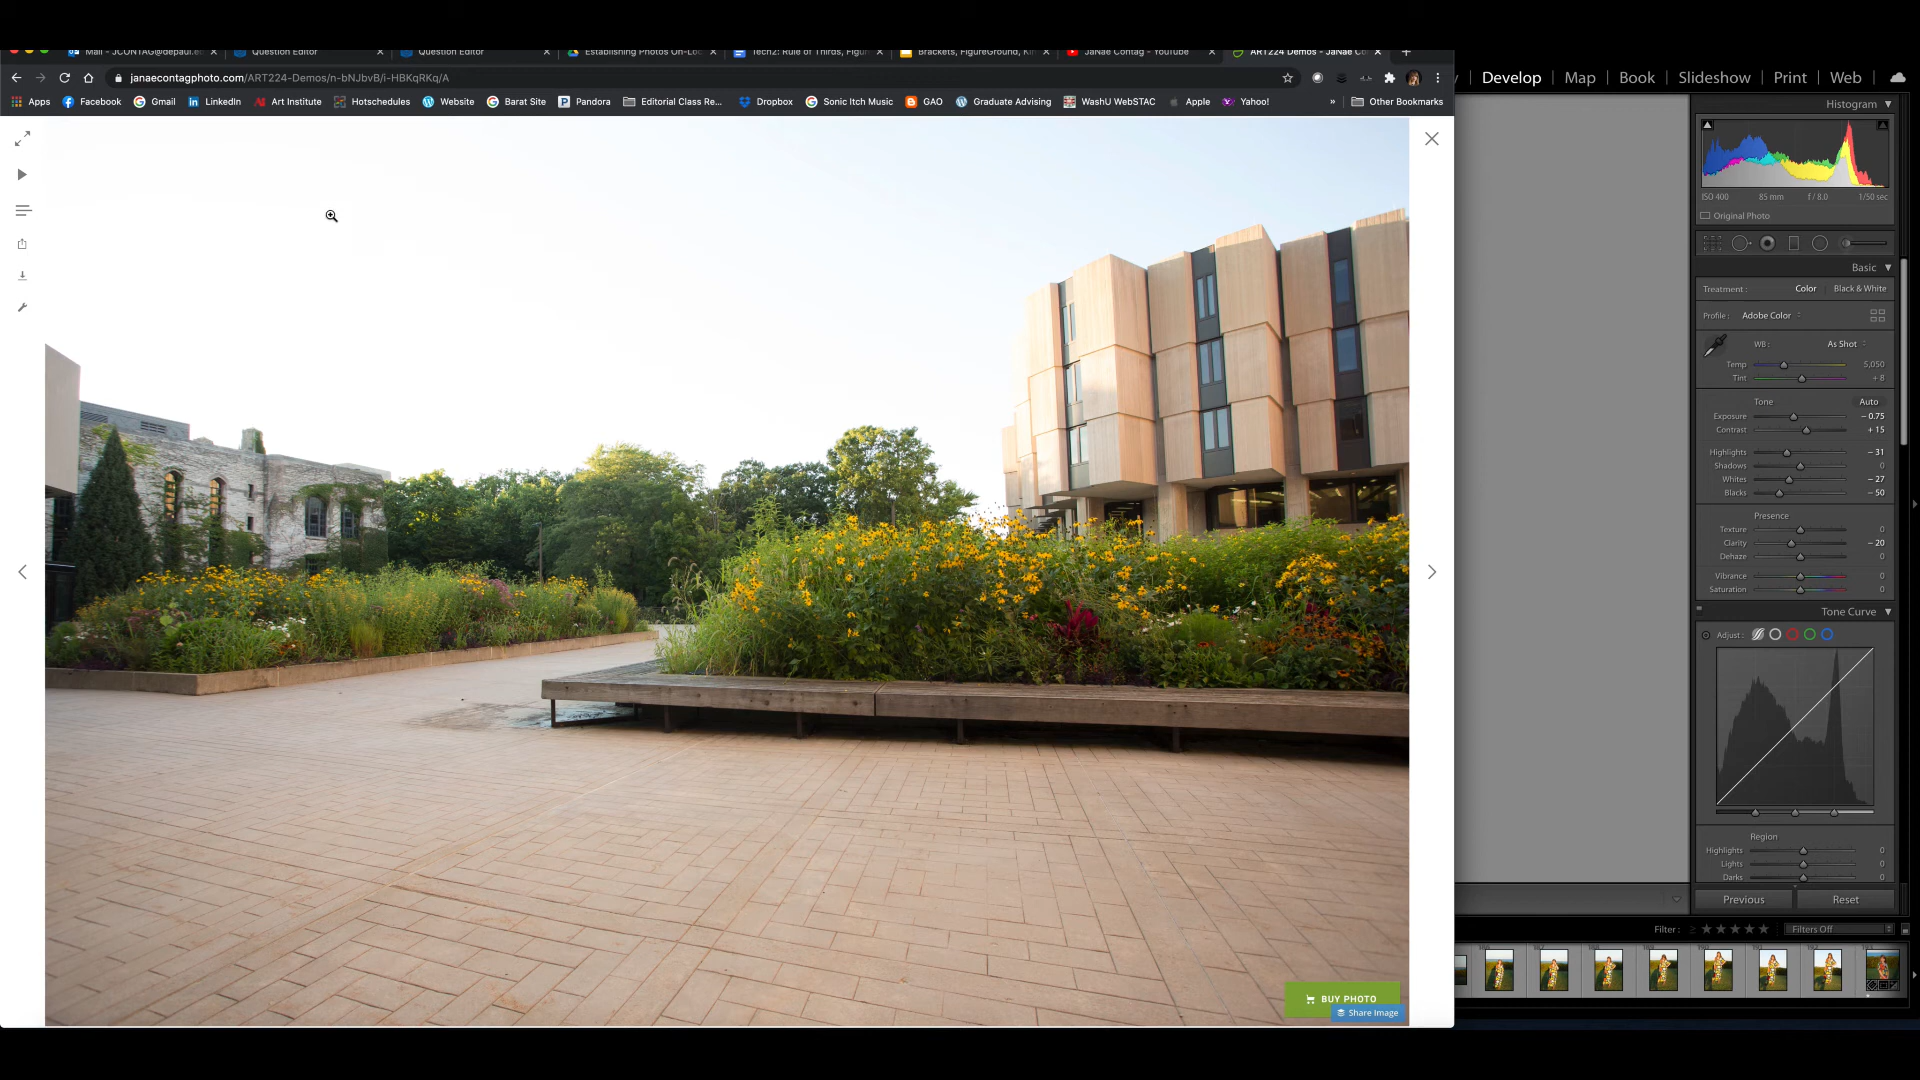 Mail - JCONTAG@depaul.e
Question Editor
Question Editor
Establishing Photos On-Loc
Tech2: Rule of Thirds, Figur
Brackets, FigureGround, Ki
JaNae Contag - YouTube
ART224 Demos - JaNae Co
janaecontagphoto.com/ART224-Demos/n-bNJbvB/i-HBKqRKq/A
Apps Facebook Gmail LinkedIn Art Institute Hotschedules Website Barat Site Pandora Editorial Class Re... Dropbox Sonic Itch Music GAO Graduate Advising WashU WebSTAC Apple Yahoo! » Other Bookmarks
BUY PHOTO
Share Image
Develop | Map | Book | Slideshow | Print | Web
Histogram
ISO 400 85 mm f / 8.0 1/50 sec
Original Photo
Basic
Treatment : Color Black & White
Profile : Adobe Color
WB : As Shot
Temp 5,050
Tint + 8
Tone Auto
Exposure − 0.75
Contrast + 15
Highlights − 31
Shadows 0
Whites − 27
Blacks − 50
Presence
Texture 0
Clarity − 20
Dehaze 0
Vibrance 0
Saturation 0
Tone Curve
Adjust :
Region
Highlights 0
Lights 0
Darks 0
Previous Reset
Filter : Filters Off